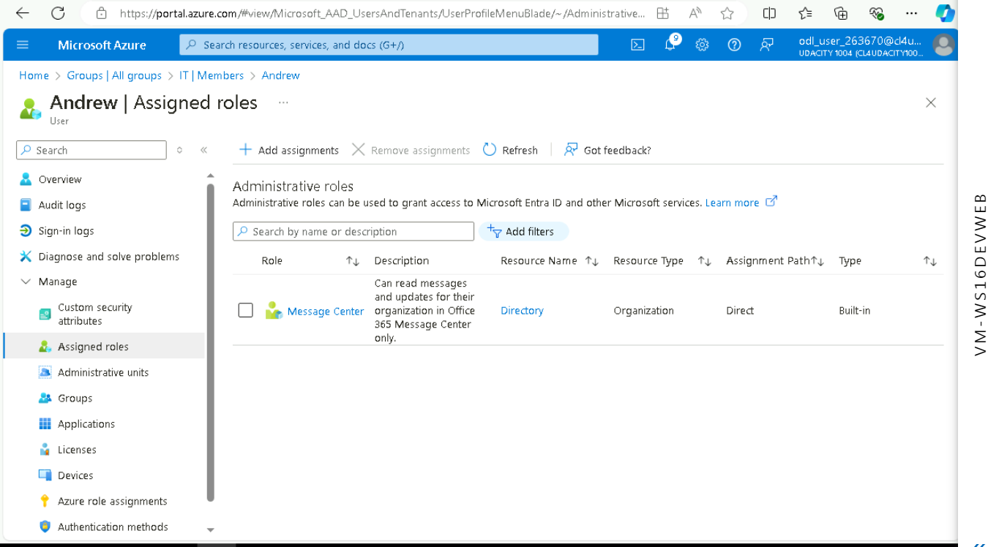 https://portal.azure.com/#view/Microsoft_AAD_UsersAndTenants/UserProfileMenuBlade/~/Administrative...
Microsoft Azure
Search resources, services, and docs (G+/)
9
odl_user_263670@cl4u...
UDACITY 1004 (CL4UDACITY100...
Home > Groups | All groups > IT | Members > Andrew
Andrew | Assigned roles ...
User
Search
Add assignments
Remove assignments
Refresh
Got feedback?
Overview
Audit logs
Sign-in logs
Diagnose and solve problems
Manage
Custom security
attributes
Assigned roles
Administrative units
Groups
Applications
Licenses
Devices
Azure role assignments
Authentication methods
Administrative roles
Administrative roles can be used to grant access to Microsoft Entra ID and other Microsoft services. Learn more
Search by name or description
Add filters
Role Description Resource Name Resource Type Assignment Path Type
Message Center
Can read messages
and updates for their
organization in Office
365 Message Center
only.
Directory
Organization
Direct
Built-in
VM-WS16DEVWEB